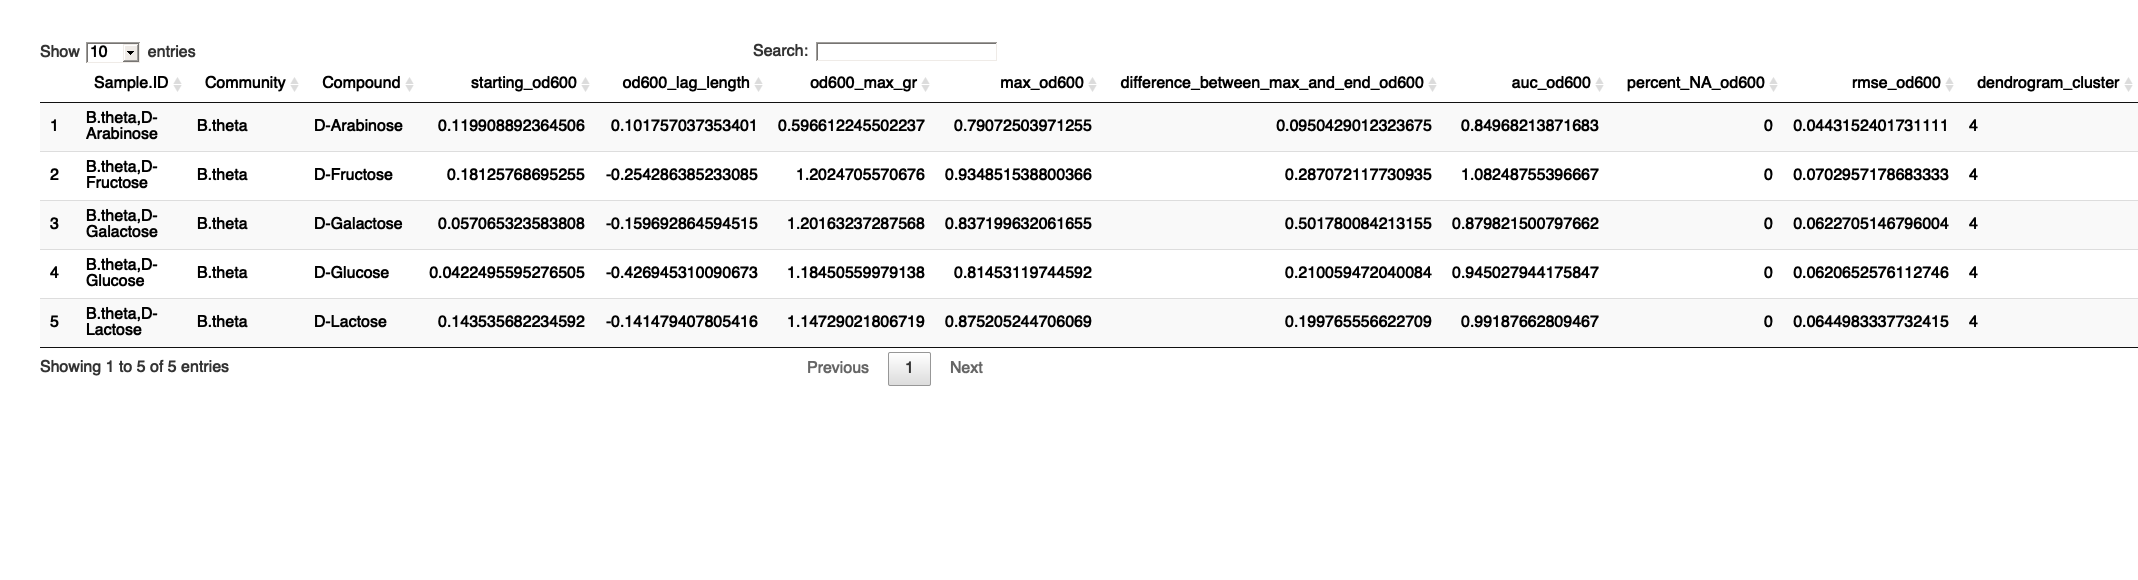 Show 10 entries Search:
Sample.ID Community Compound starting_od600 od600_lag_length od600_max_gr max_od600 difference_between_max_and_end_od600 auc_od600 percent_NA_od600 rmse_od600 dendrogram_cluster
1 B.theta,D-
Arabinose B.theta D-Arabinose 0.119908892364506 0.101757037353401 0.596612245502237 0.79072503971255 0.0950429012323675 0.84968213871683 0 0.0443152401731111 4
2 B.theta,D-
Fructose B.theta D-Fructose 0.18125768695255 -0.254286385233085 1.2024705570676 0.934851538800366 0.287072117730935 1.08248755396667 0 0.0702957178683333 4
3 B.theta,D-
Galactose B.theta D-Galactose 0.057065323583808 -0.159692864594515 1.20163237287568 0.837199632061655 0.501780084213155 0.879821500797662 0 0.0622705146796004 4
4 B.theta,D-
Glucose B.theta D-Glucose 0.0422495595276505 -0.426945310090673 1.18450559979138 0.81453119744592 0.210059472040084 0.945027944175847 0 0.0620652576112746 4
5 B.theta,D-
Lactose B.theta D-Lactose 0.143535682234592 -0.141479407805416 1.14729021806719 0.875205244706069 0.199765556622709 0.99187662809467 0 0.0644983337732415 4
Showing 1 to 5 of 5 entries Previous 1 Next